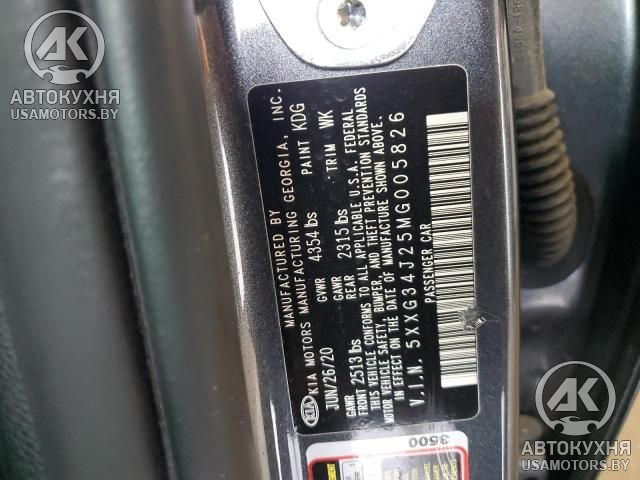 AK
АВТОКУХНЯ
USAMOTORS.BY
KIA
MANUFACTURED BY
KIA MOTORS MANUFACTURING GEORGIA, INC.
JUN/26/20 GVWR 4354 lbs PAINT KDG
GAWR GAWR
FRONT 2513 lbs REAR 2315 lbs TRIM WK
THIS VEHICLE CONFORMS TO ALL APPLICABLE U.S.A. FEDERAL
MOTOR VEHICLE SAFETY, BUMPER, AND THEFT PREVENTION STANDARDS
IN EFFECT ON THE DATE OF MANUFACTURE SHOWN ABOVE.
V.I.N. 5XXG34J25MG005826
PASSENGER CAR
3500
AK
АВТОКУХНЯ
USAMOTORS.BY